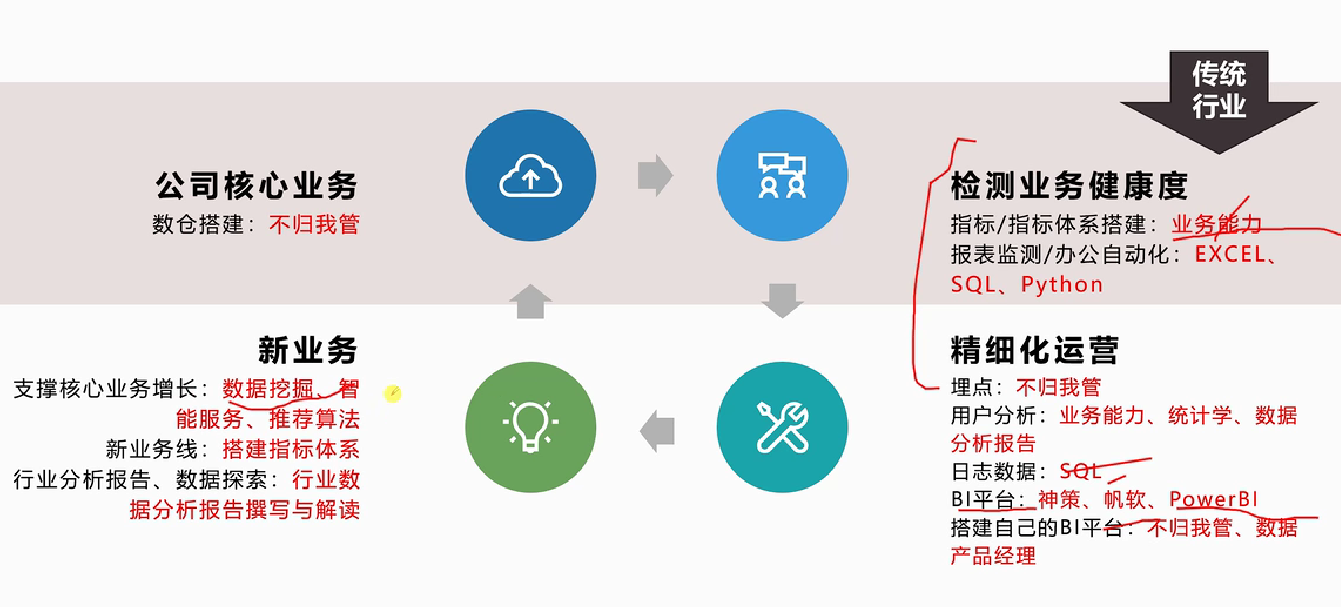 传统
行业
公司核心业务
数仓搭建：不归我管
检测业务健康度
指标/指标体系搭建：业务能力
报表监测/办公自动化：EXCEL、
SQL、Python
新业务
支撑核心业务增长：数据挖掘、智
能服务、推荐算法
新业务线：搭建指标体系
行业分析报告、数据探索：行业数
据分析报告撰写与解读
精细化运营
埋点：不归我管
用户分析：业务能力、统计学、数据
分析报告
日志数据：SQL
BI平台：神策、帆软、PowerBI
搭建自己的BI平台：不归我管、数据
产品经理